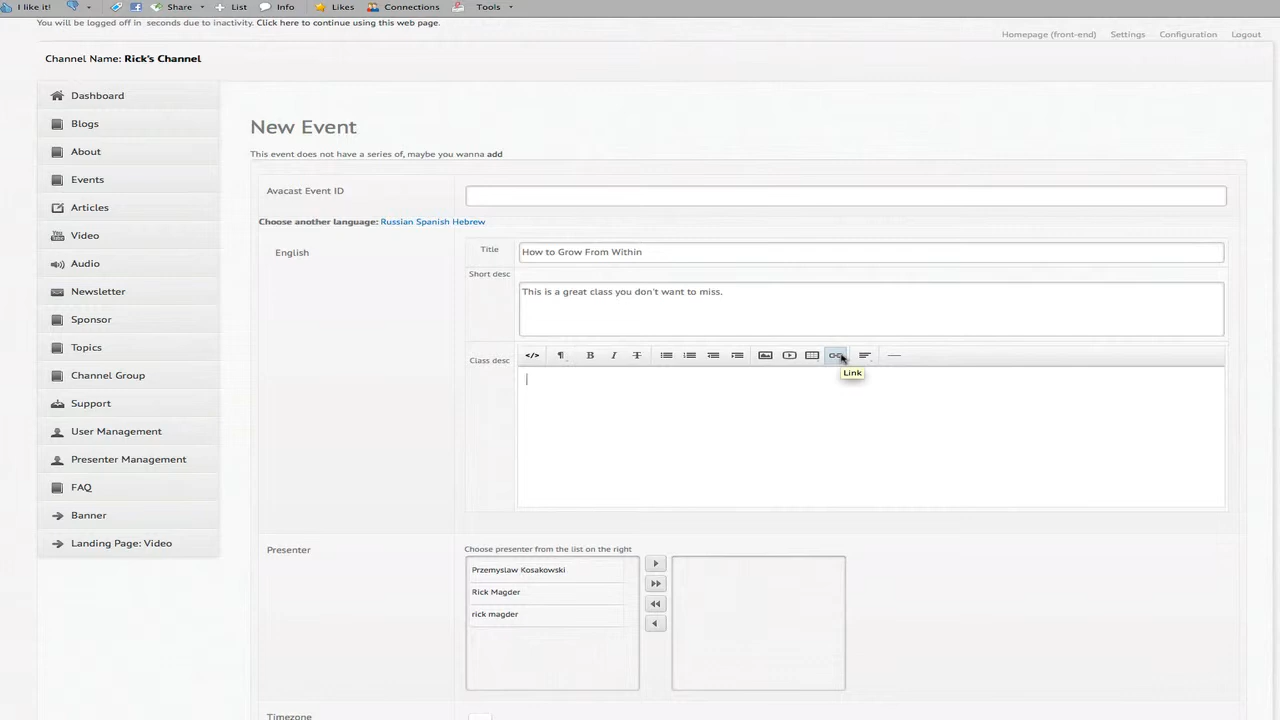 I like it! Share List Info Likes Connections Tools
You will be logged off in seconds due to inactivity. Click here to continue using this web page.
Homepage (front-end) Settings Configuration Logout
Channel Name: Rick's Channel
Dashboard
Blogs
About
Events
Articles
Video
Audio
Newsletter
Sponsor
Topics
Channel Group
Support
User Management
Presenter Management
FAQ
Banner
Landing Page: Video
New Event
This event does not have a series of, maybe you wanna add
Avacast Event ID
Choose another language: Russian Spanish Hebrew
English
Title How to Grow From Within
Short desc
This is a great class you don't want to miss.
Class desc
Link
Presenter
Choose presenter from the list on the right
Przemyslaw Kosakowski
Rick Magder
rick magder
Timezone